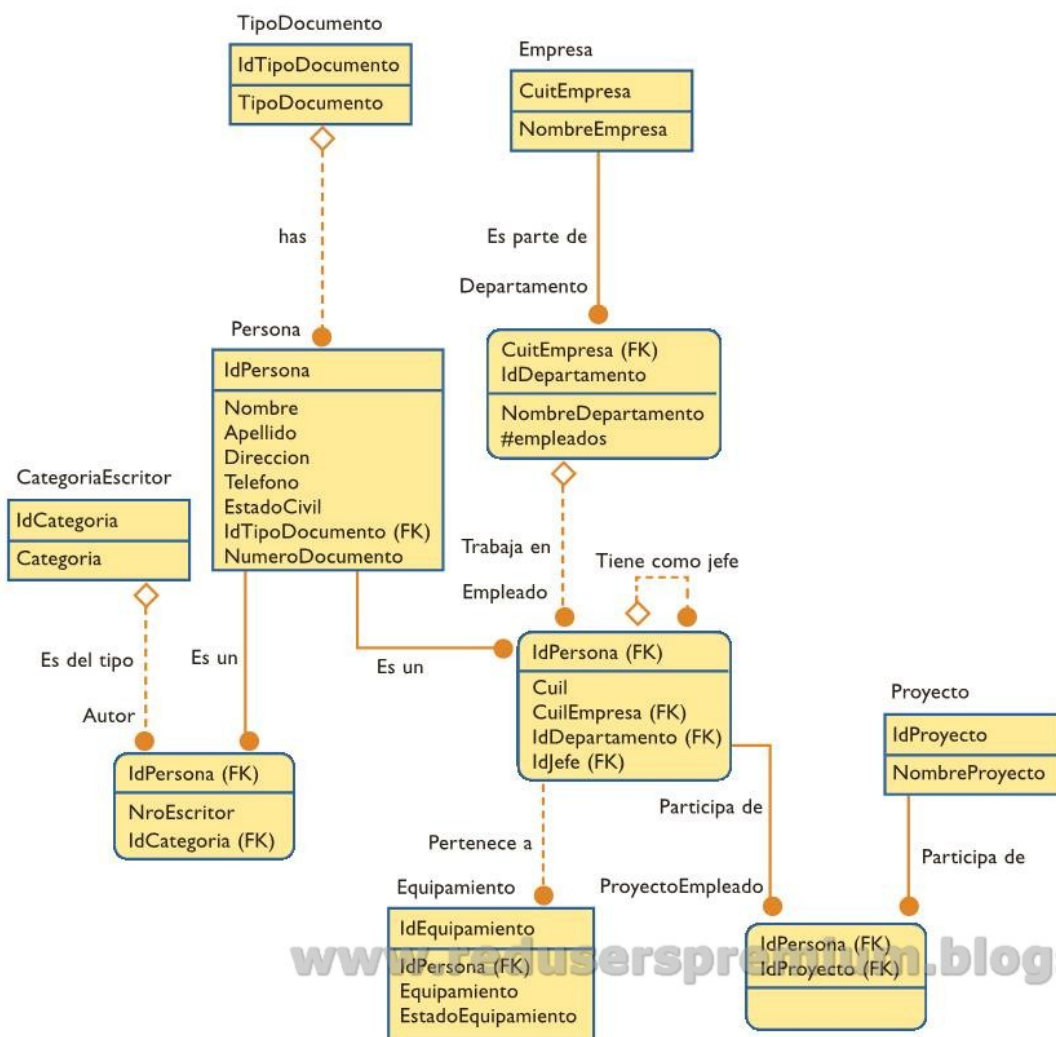 TipoDocumento
IdTipoDocumento
TipoDocumento
has
Empresa
CuitEmpresa
NombreEmpresa
Es parte de
Departamento
CuitEmpresa (FK)
IdDepartamento
NombreDepartamento
#empleados
Persona
IdPersona
Nombre
Apellido
Direccion
Telefono
EstadoCivil
IdTipoDocumento (FK)
NumeroDocumento
CategoriaEscritor
IdCategoria
Categoria
Es del tipo
Es un
Autor
IdPersona (FK)
NroEscritor
IdCategoria (FK)
Trabaja en
Tiene como jefe
Empleado
Es un
IdPersona (FK)
Cuil
CuilEmpresa (FK)
IdDepartamento (FK)
IdJefe (FK)
Proyecto
IdProyecto
NombreProyecto
Participa de
Participa de
Pertenece a
Equipamiento
IdEquipamiento
IdPersona (FK)
Equipamiento
EstadoEquipamiento
ProyectoEmpleado
IdPersona (FK)
IdProyecto (FK)
www.reduserspremium.blog